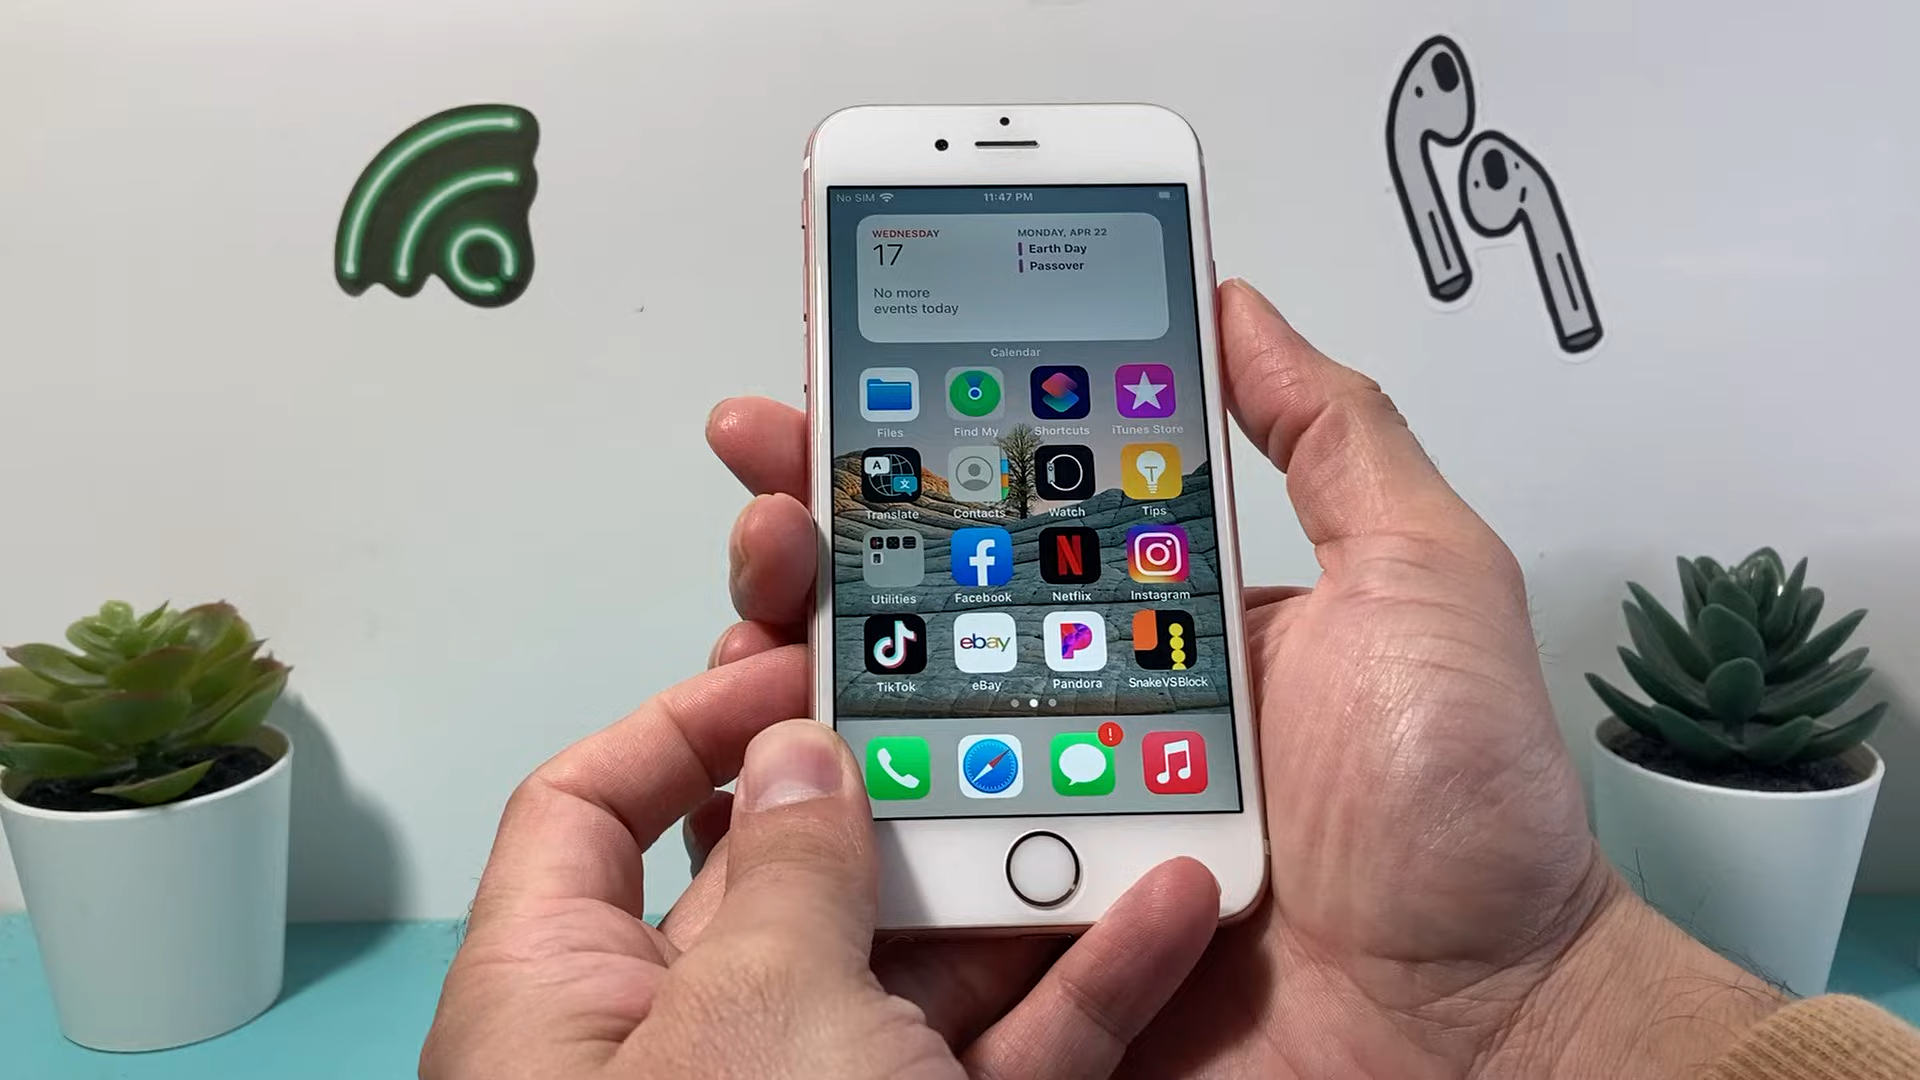 No SIM 11:47 PM
WEDNESDAY
17
No more
events today
MONDAY, APR 22
Earth Day
Passover
Calendar
Files Find My Shortcuts iTunes Store
A 文
Translate Contacts Watch Tips
f N
Utilities Facebook Netflix Instagram
ebay P
TikTok eBay Pandora SnakeVSBlock
!